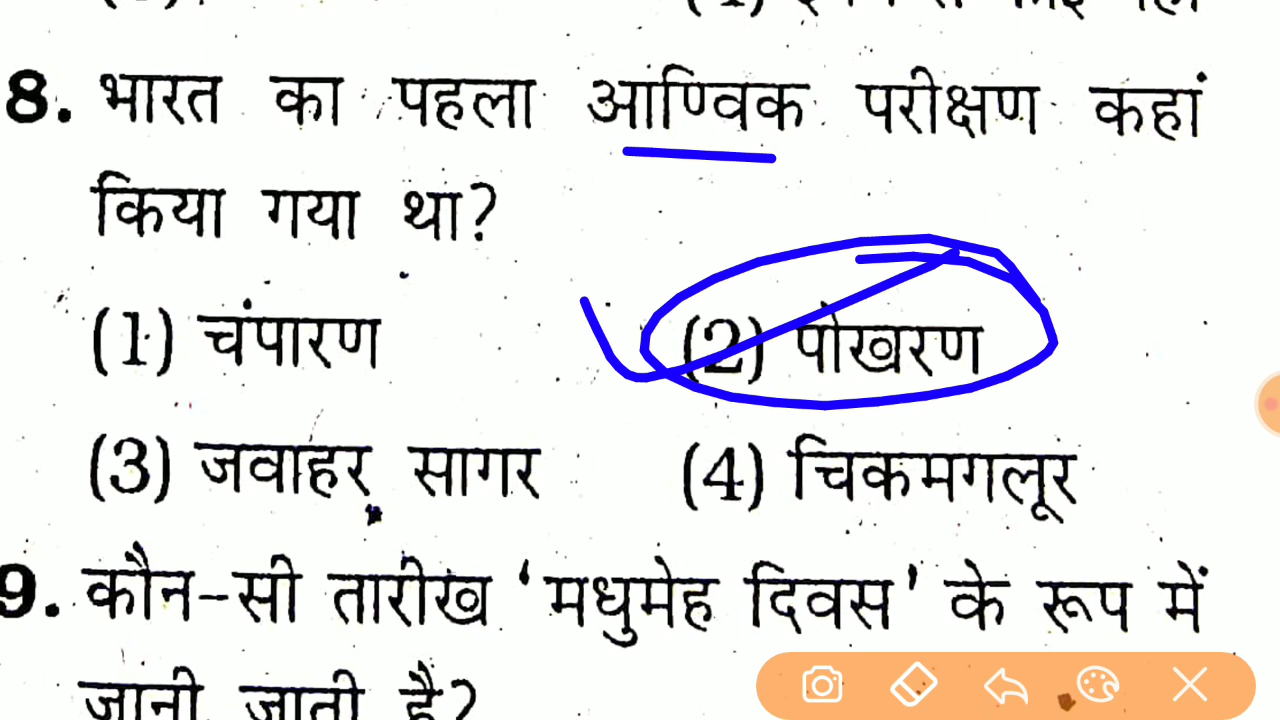 8. भारत का पहला आण्विक परीक्षण कहां
किया गया था?
(1) चंपारण (2) पोखरण
(3) जवाहर सागर (4) चिकमगलूर
9. कौन-सी तारीख 'मधुमेह दिवस' के रूप में
जानी जाती है?